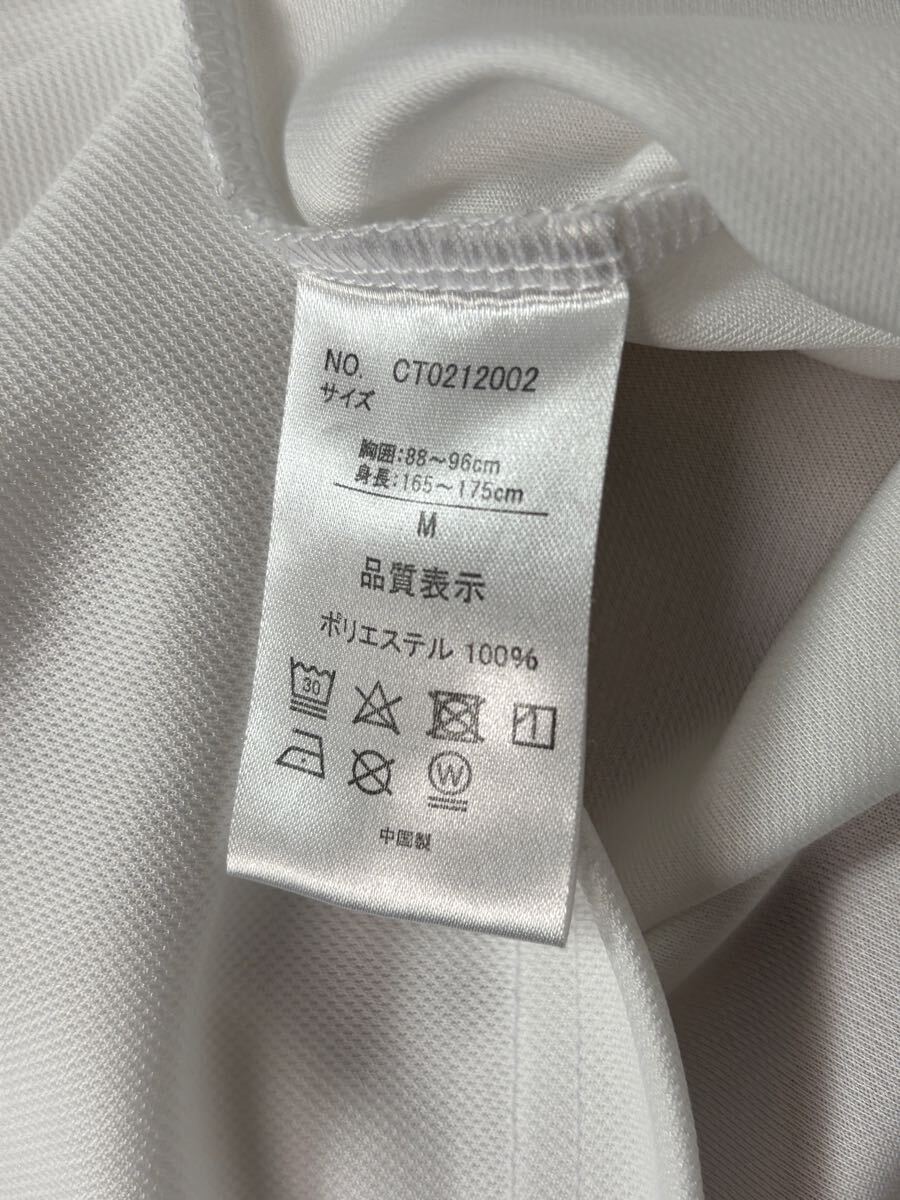 NO. CT0212002
サイズ
胸囲:88～96cm
身長:165～175cm
M
品質表示
ポリエステル 100%
30
W
中国製